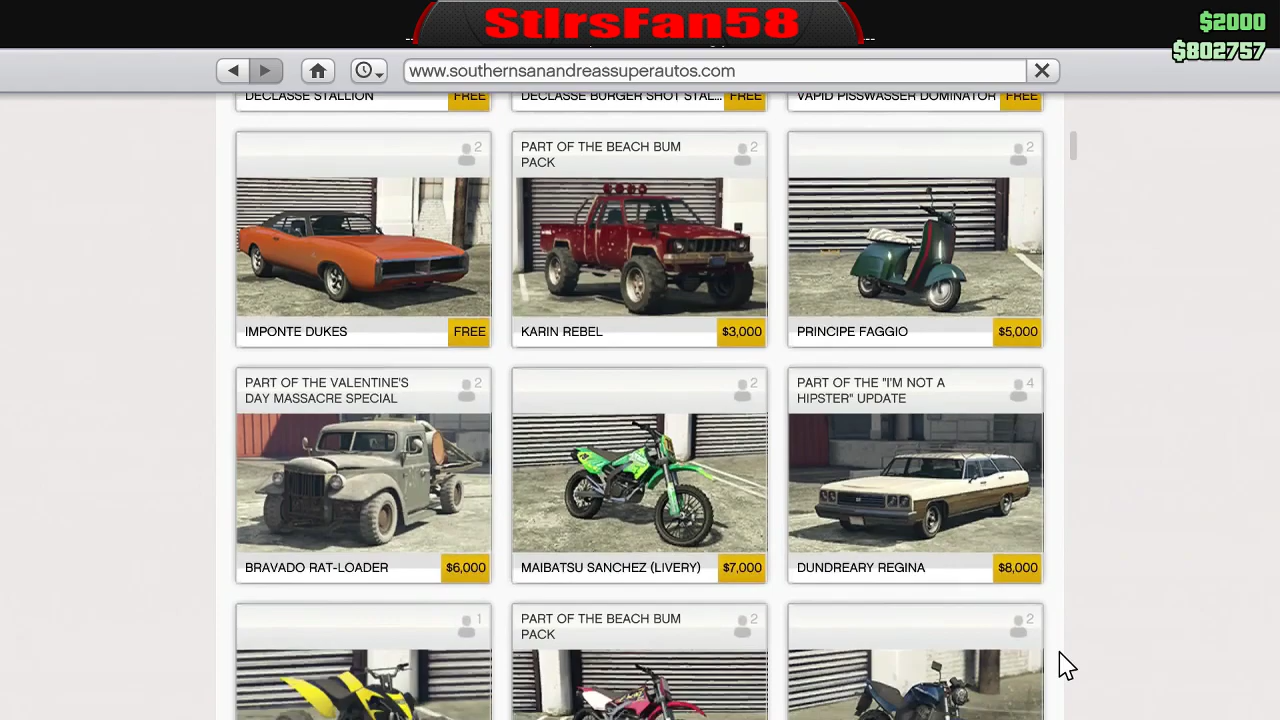 StlrsFan58
$2000
$802757
www.southernsanandreassuperautos.com
DECLASSE STALLION FREE
DECLASSE BURGER SHOT STAL... FREE
VAPID PISSWASSER DOMINATOR FREE
2
PART OF THE BEACH BUM
PACK
2
2
IMPONTE DUKES FREE
KARIN REBEL $3,000
PRINCIPE FAGGIO $5,000
PART OF THE VALENTINE'S
DAY MASSACRE SPECIAL
2
2
PART OF THE "I'M NOT A
HIPSTER" UPDATE
4
BRAVADO RAT-LOADER $6,000
MAIBATSU SANCHEZ (LIVERY) $7,000
DUNDREARY REGINA $8,000
1
PART OF THE BEACH BUM
PACK
2
2